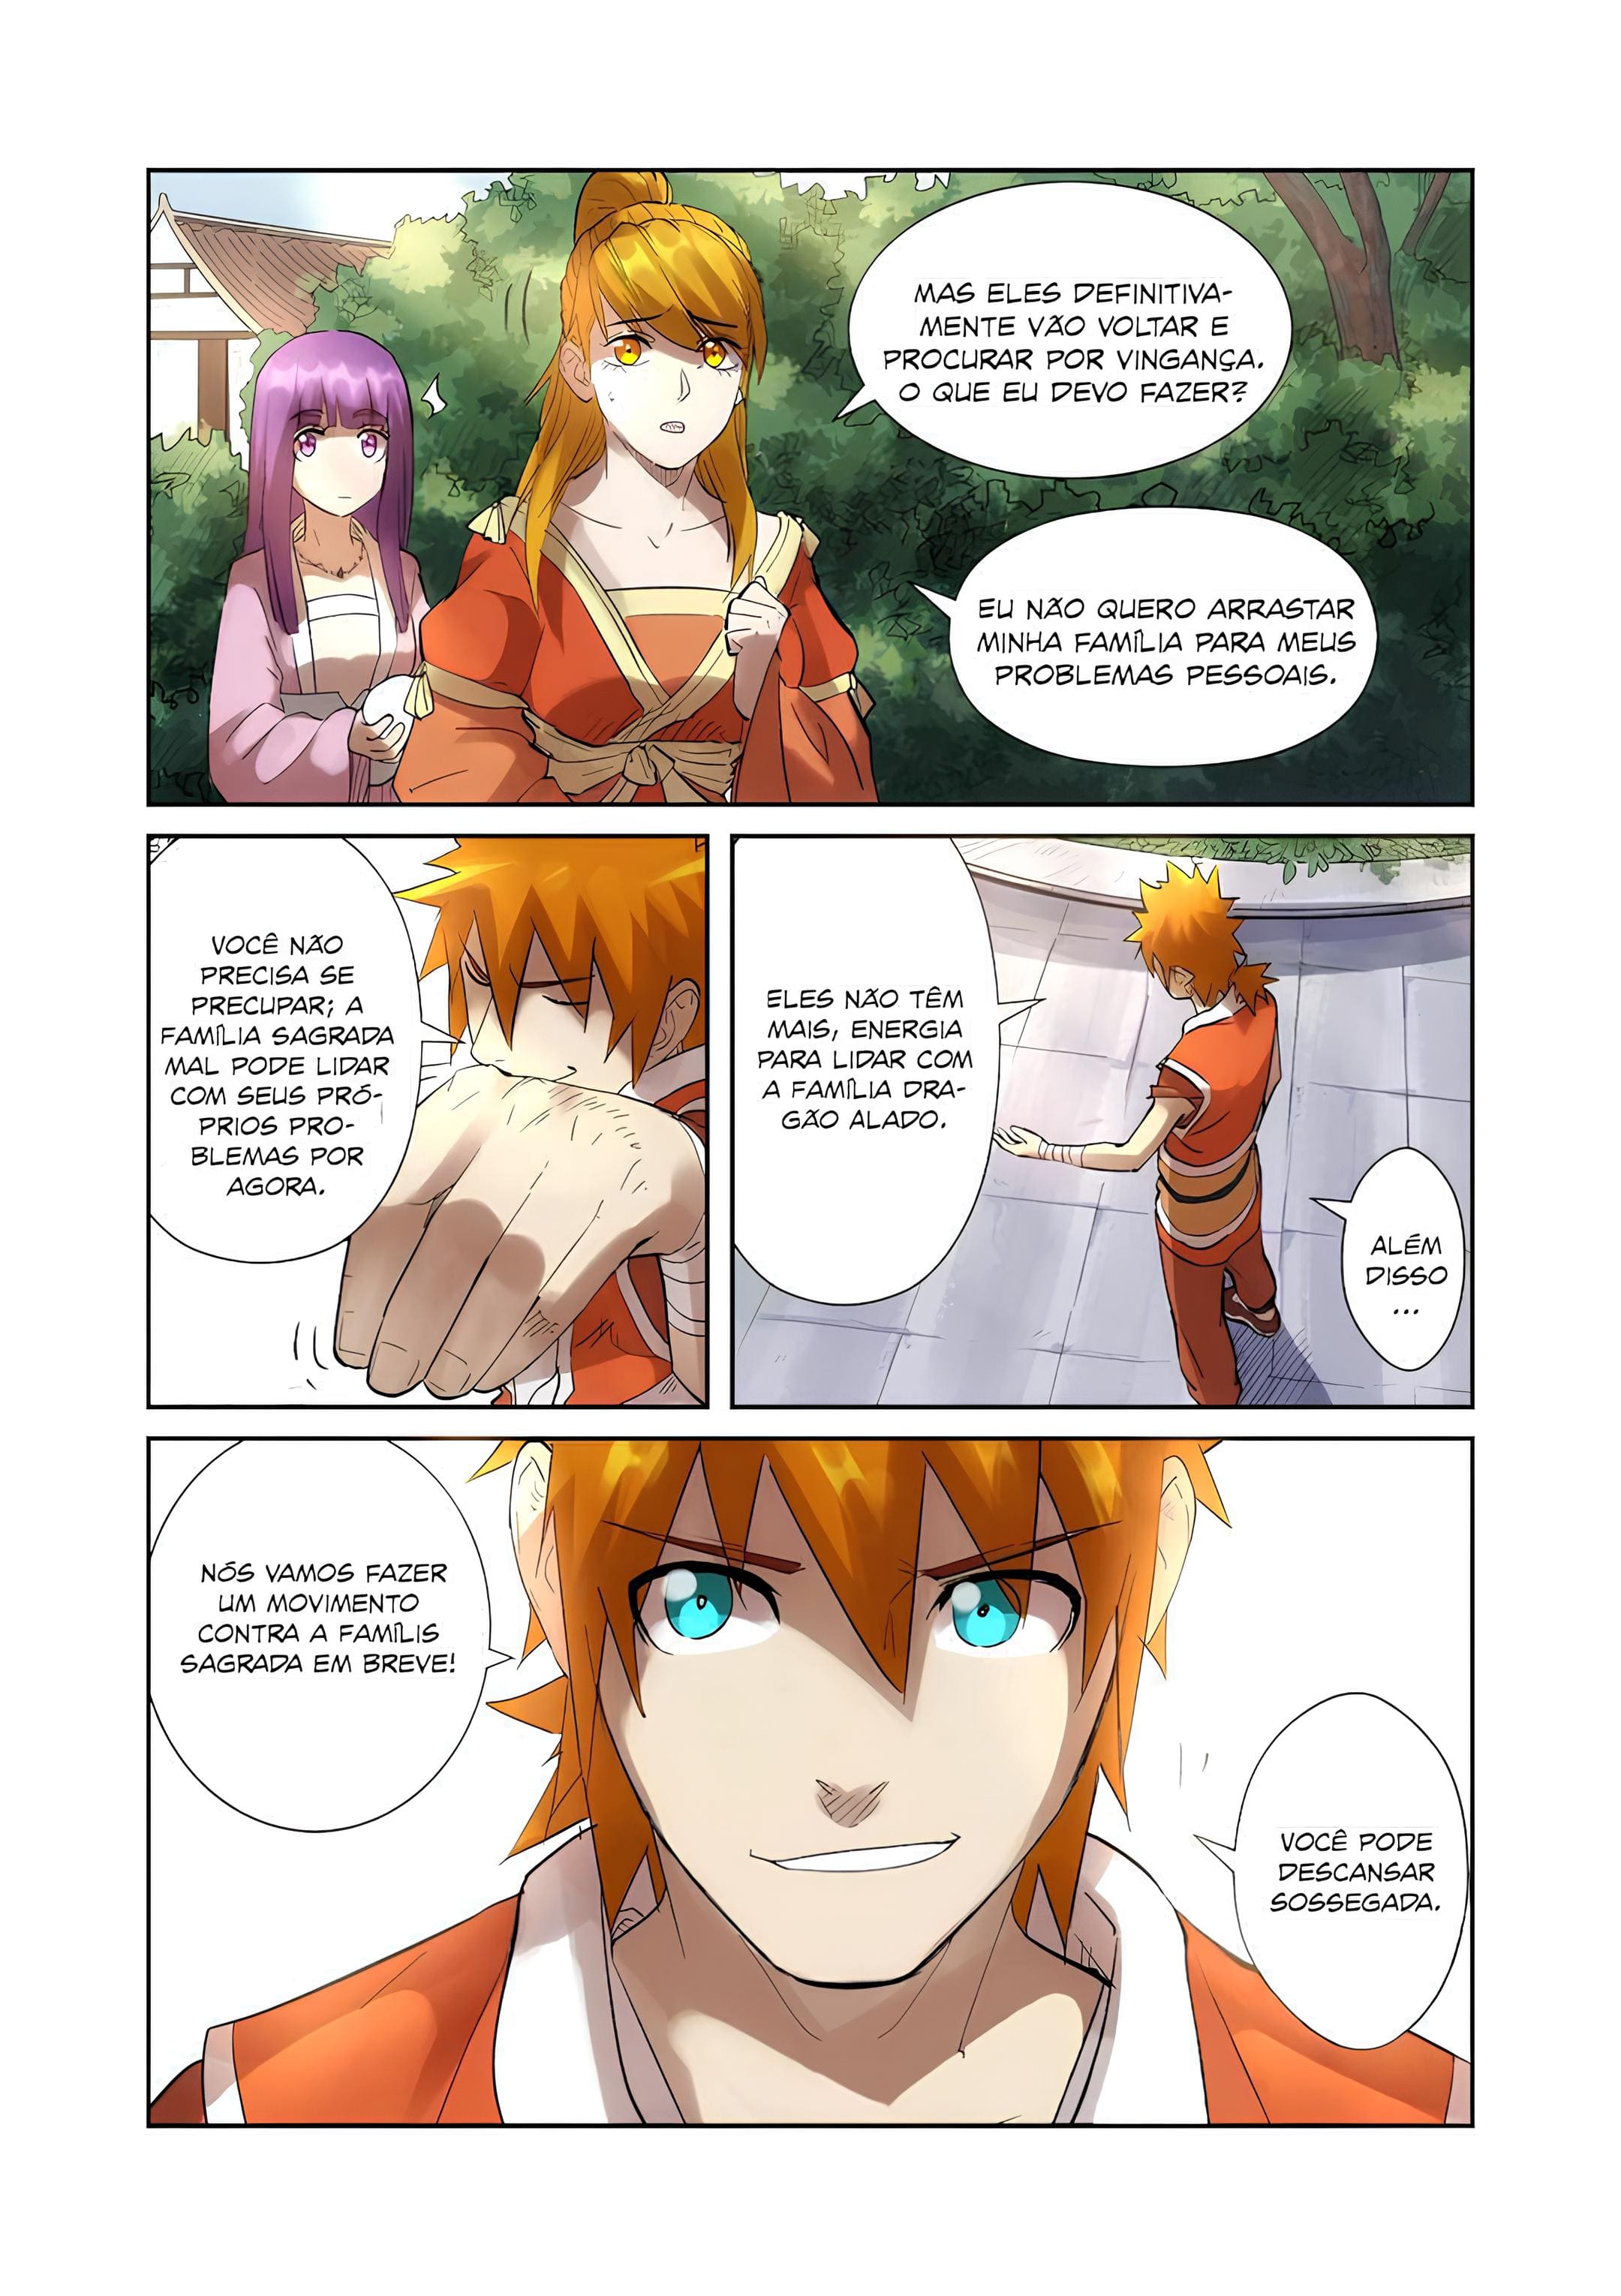 MAS ELES DEFINITIVA-
MENTE VÃO VOLTAR E
PROCURAR POR VINGANÇA.
O QUE EU DEVO FAZER?
EU NÃO QUERO ARRASTAR
MINHA FAMÍLIA PARA MEUS
PROBLEMAS PESSOAIS.
VOCÊ NÃO
PRECISA SE
PRECUPAR; A
FAMÍLIA SAGRADA
MAL PODE LIDAR
COM SEUS PRÓ-
PRIOS PRO-
BLEMAS POR
AGORA.
ELES NÃO TÊM
MAIS, ENERGIA
PARA LIDAR COM
A FAMÍLIA DRA-
GÃO ALADO.
ALÉM
DISSO
...
NÓS VAMOS FAZER
UM MOVIMENTO
CONTRA A FAMÍLIS
SAGRADA EM BREVE!
VOCÊ PODE
DESCANSAR
SOSSEGADA.